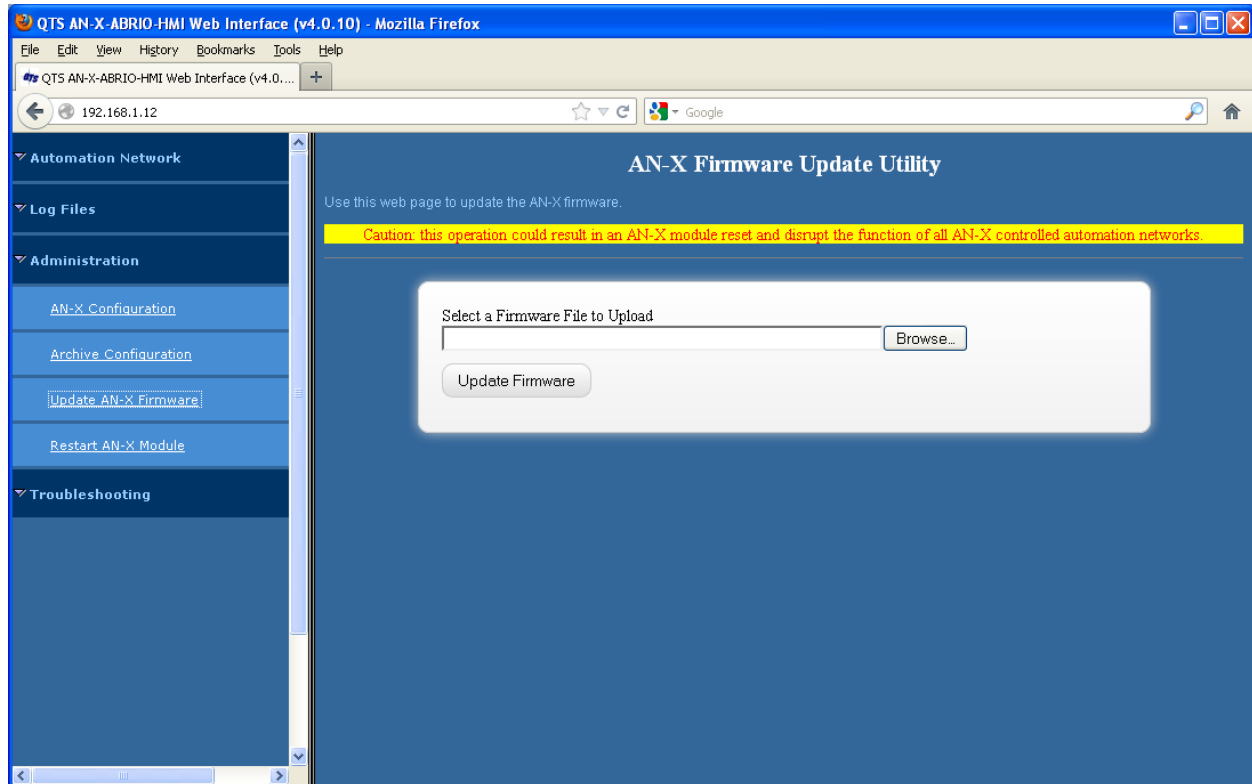 QTS AN-X-ABRIO-HMI Web Interface (v4.0.10) - Mozilla Firefox
File Edit View History Bookmarks Tools Help
QTS QTS AN-X-ABRIO-HMI Web Interface (v4.0.... +
192.168.1.12 Google
Automation Network
Log Files
Administration
AN-X Configuration
Archive Configuration
Update AN-X Firmware
Restart AN-X Module
Troubleshooting
AN-X Firmware Update Utility
Use this web page to update the AN-X firmware.
Caution: this operation could result in an AN-X module reset and disrupt the function of all AN-X controlled automation networks.
Select a Firmware File to Upload
Browse...
Update Firmware